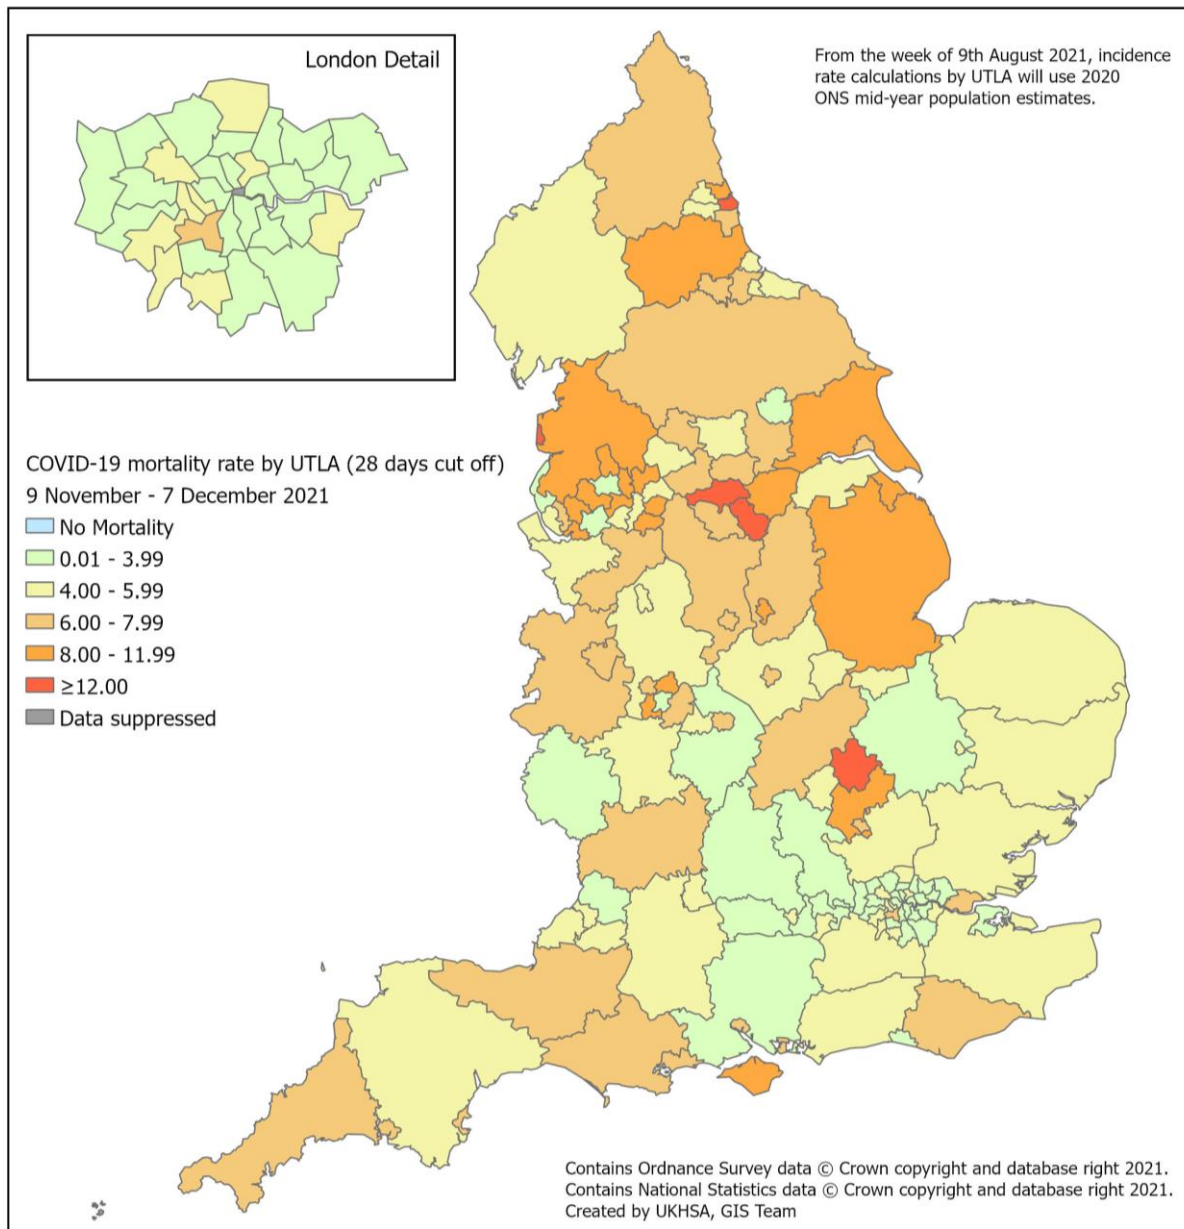 London Detail
From the week of 9th August 2021, incidence
rate calculations by UTLA will use 2020
ONS mid-year population estimates.
COVID-19 mortality rate by UTLA (28 days cut off)
9 November - 7 December 2021
No Mortality
0.01 - 3.99
4.00 - 5.99
6.00 - 7.99
8.00 - 11.99
≥12.00
Data suppressed
Contains Ordnance Survey data © Crown copyright and database right 2021.
Contains National Statistics data © Crown copyright and database right 2021.
Created by UKHSA, GIS Team